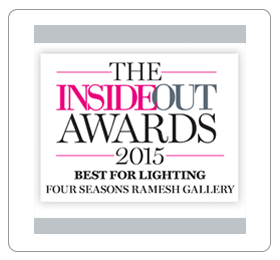 THE
INSIDEOUT
AWARDS
2015
BEST FOR LIGHTING
FOUR SEASONS RAMESH GALLERY